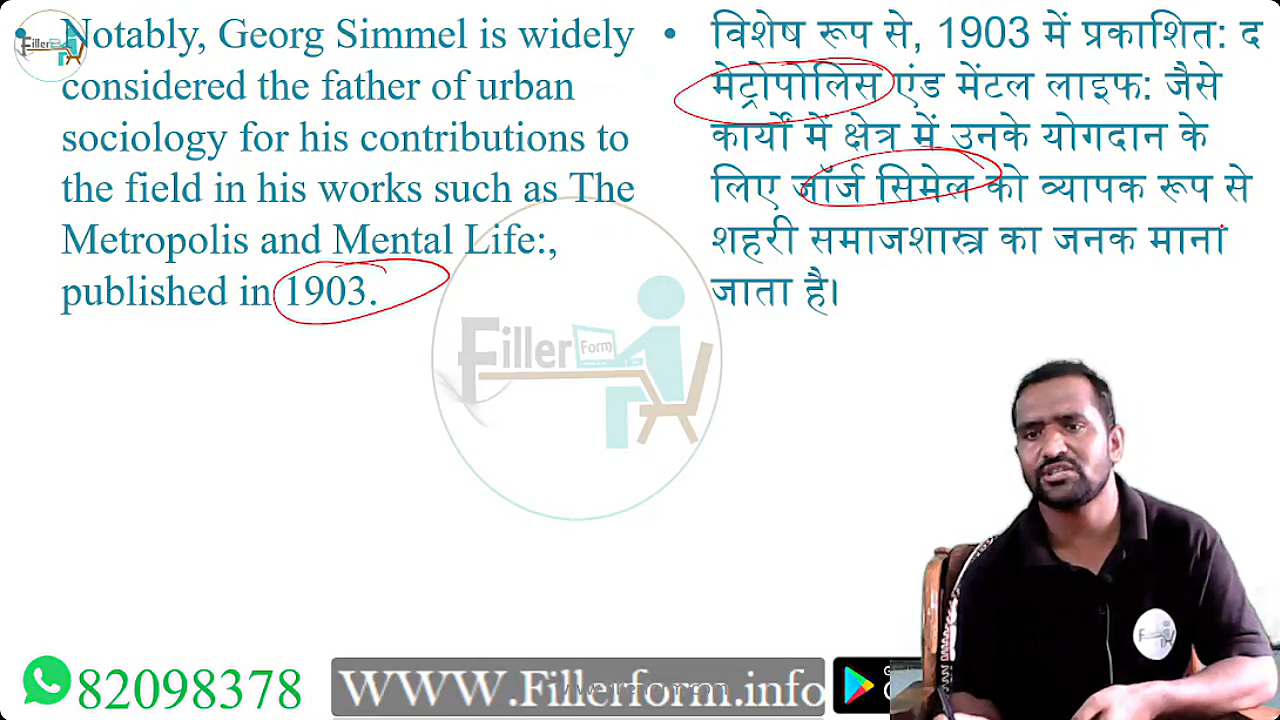 Notably, Georg Simmel is widely
considered the father of urban
sociology for his contributions to
the field in his works such as The
Metropolis and Mental Life:,
published in 1903.
• विशेष रूप से, 1903 में प्रकाशित: द
मेट्रोपोलिस एंड मेंटल लाइफ: जैसे
कार्यों में क्षेत्र में उनके योगदान के
लिए जॉर्ज सिमेल को व्यापक रूप से
शहरी समाजशास्त्र का जनक माना
जाता है।
Filler Form
Filler Form
82098378
WWW.Fillerform.info